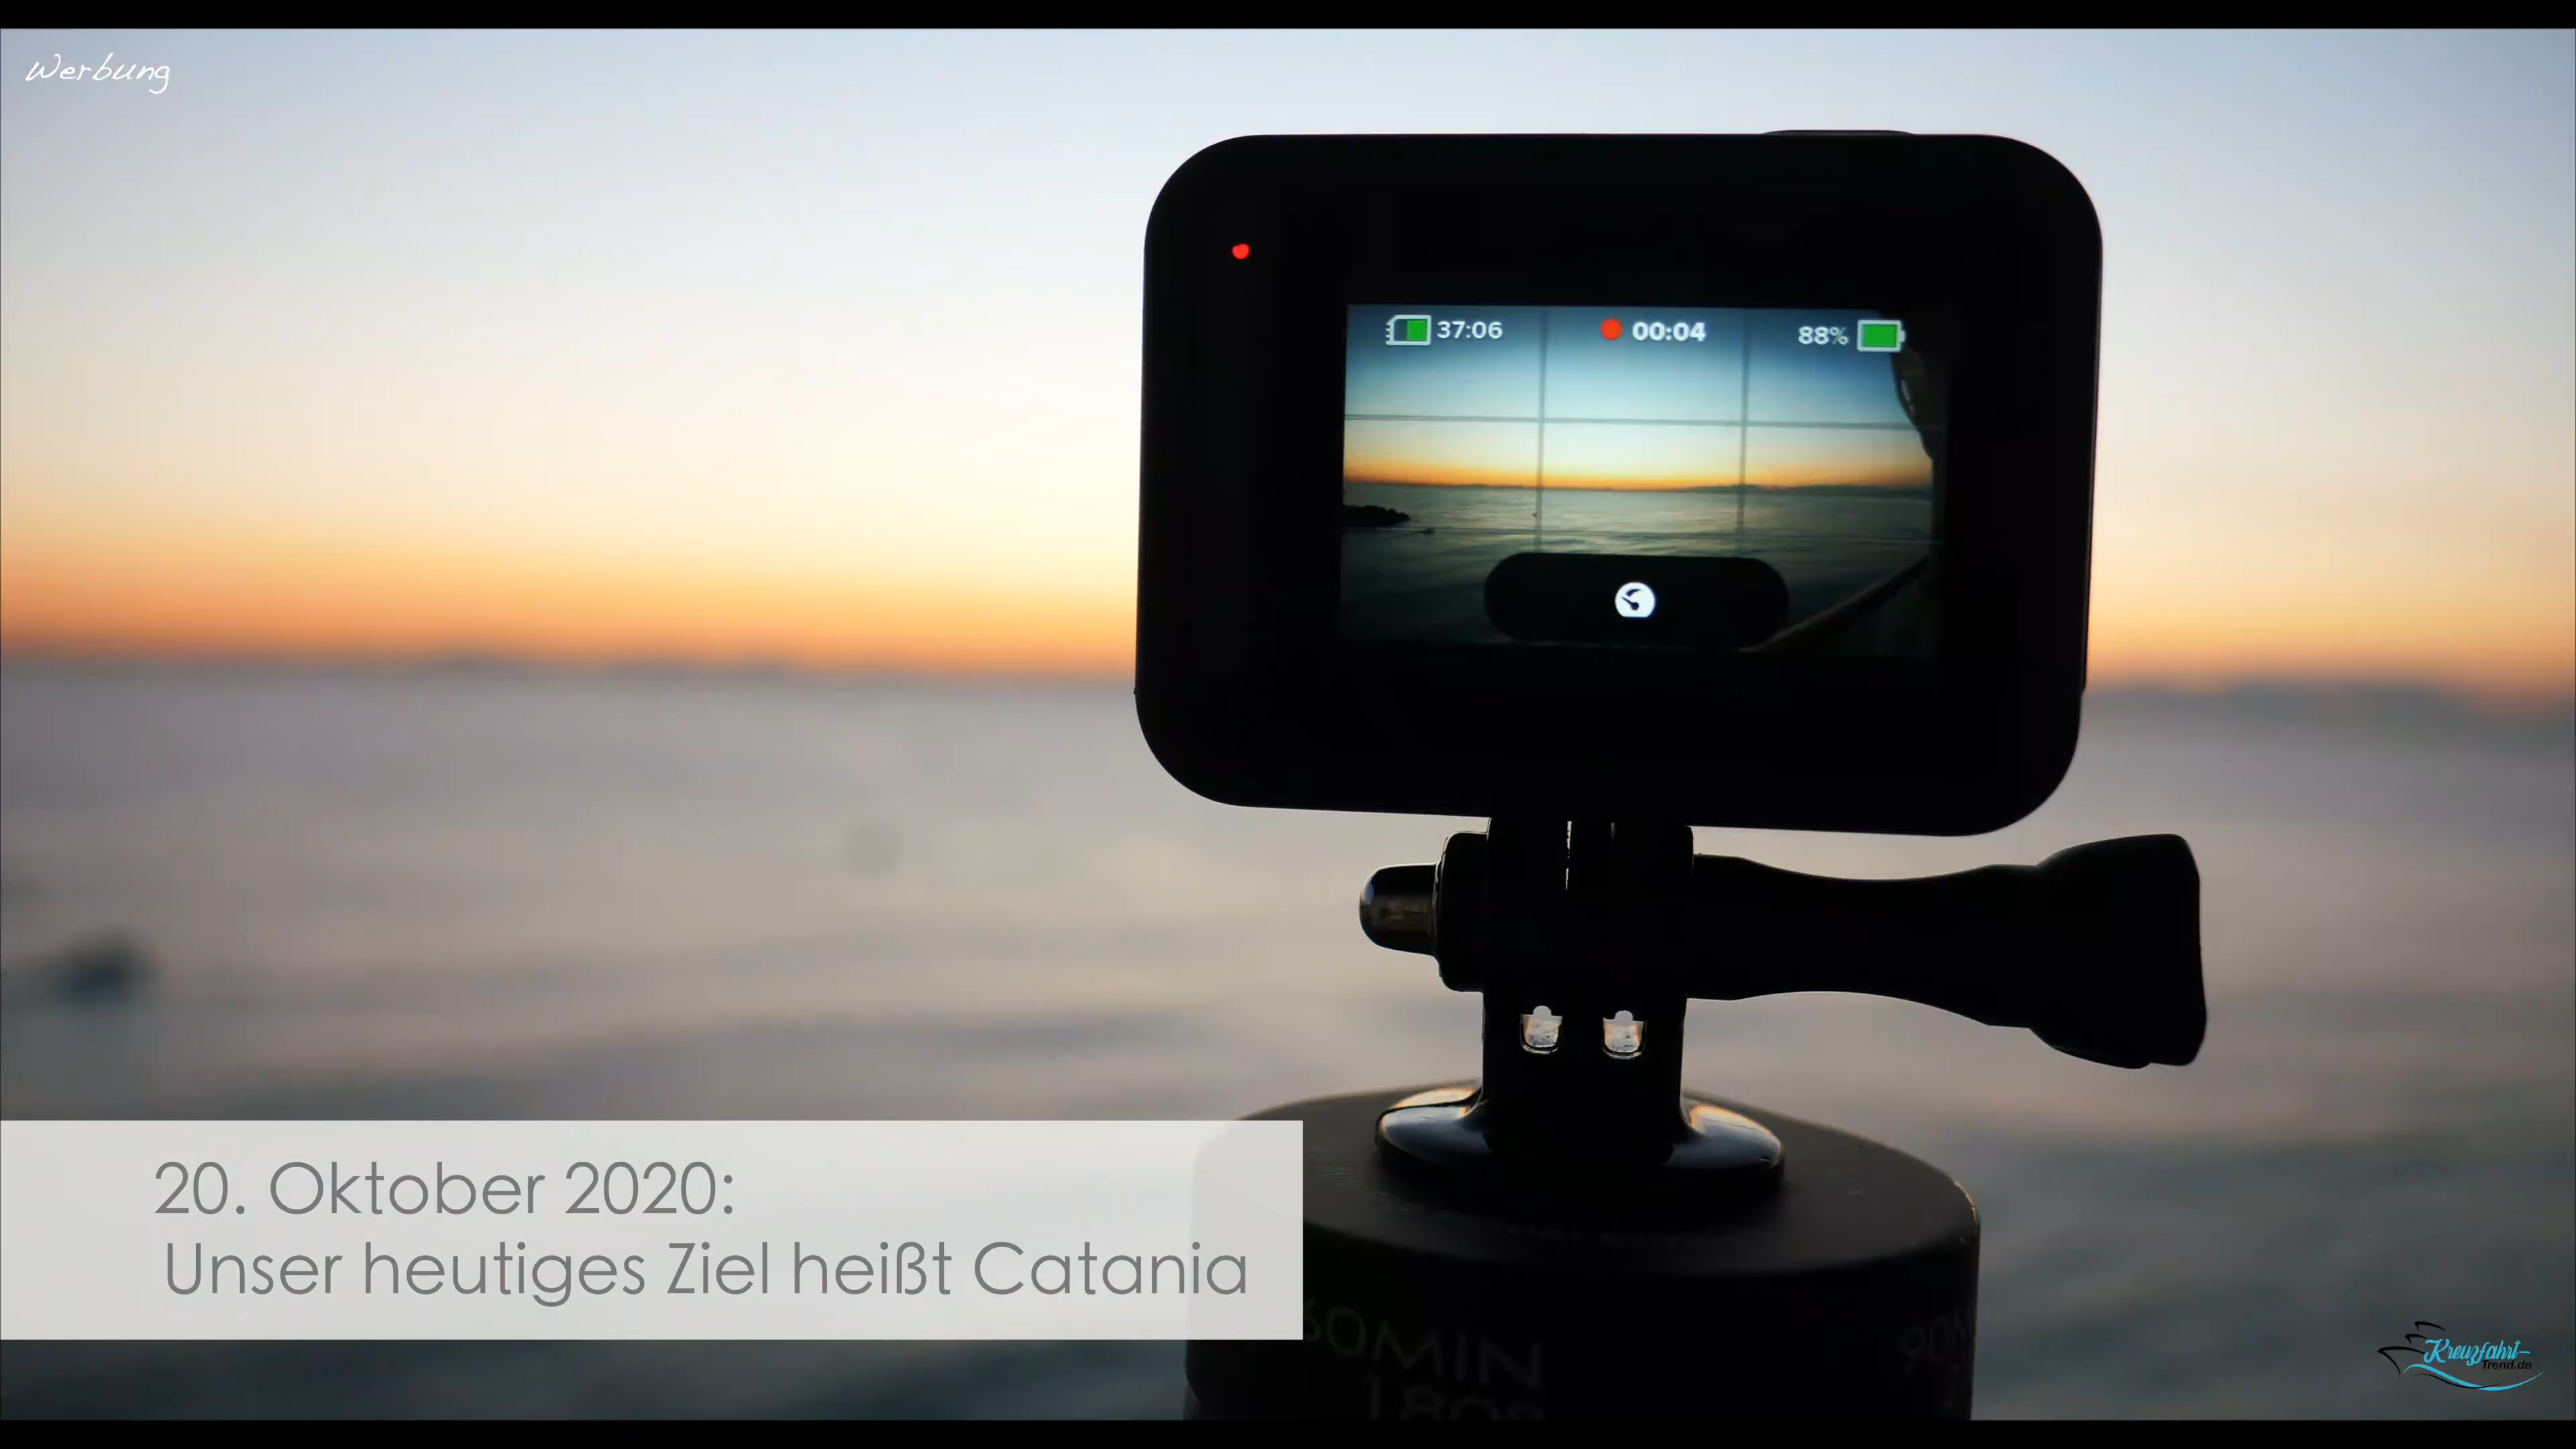 Werbung
37:06
00:04
88%
20. Oktober 2020:
Unser heutiges Ziel heißt Catania
Kreuzfahrt-
Trend.de